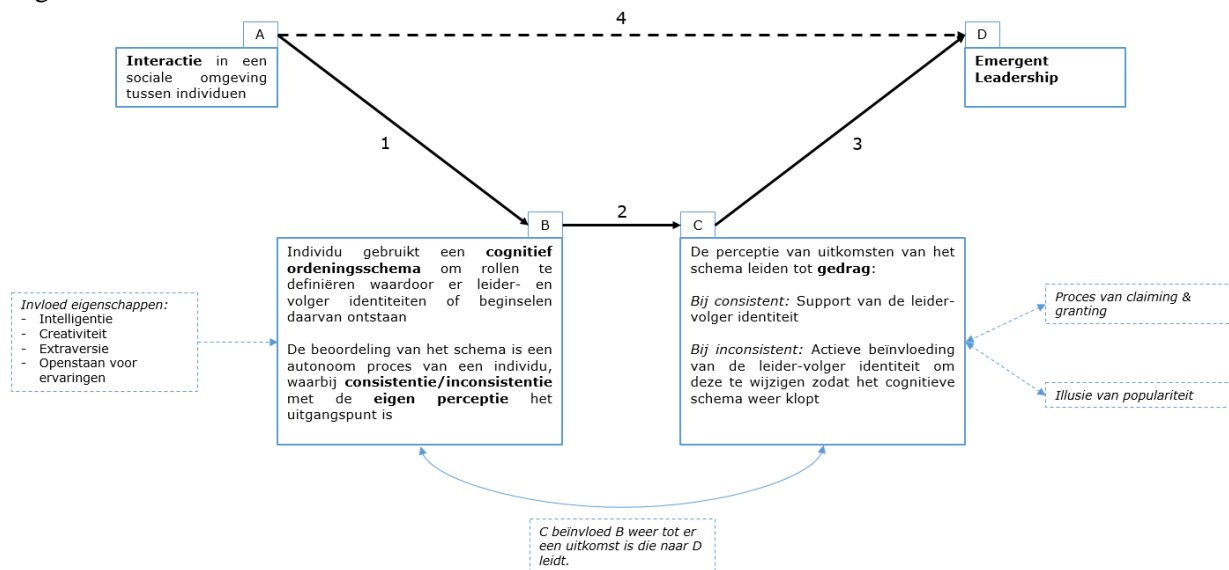 4
A
D
Interactie in een
sociale omgeving
tussen individuen
Emergent
Leadership
1
3
2
B
C
Individu gebruikt een cognitief
ordeningsschema om rollen te
definiëren waardoor er leider- en
volger identiteiten of beginselen
daarvan ontstaan
De beoordeling van het schema is een
autonoom proces van een individu,
waarbij consistentie/inconsistentie
met de eigen perceptie het
uitgangspunt is
De perceptie van uitkomsten van het
schema leiden tot gedrag:
Bij consistent: Support van de leider-
volger identiteit
Bij inconsistent: Actieve beïnvloeding
van de leider-volger identiteit om
deze te wijzigen zodat het cognitieve
schema weer klopt
Invloed eigenschappen:
- Intelligentie
- Creativiteit
- Extraversie
- Openstaan voor
ervaringen
Proces van claiming &
granting
Illusie van populariteit
C beïnvloed B weer tot er
een uitkomst is die naar D
leidt.